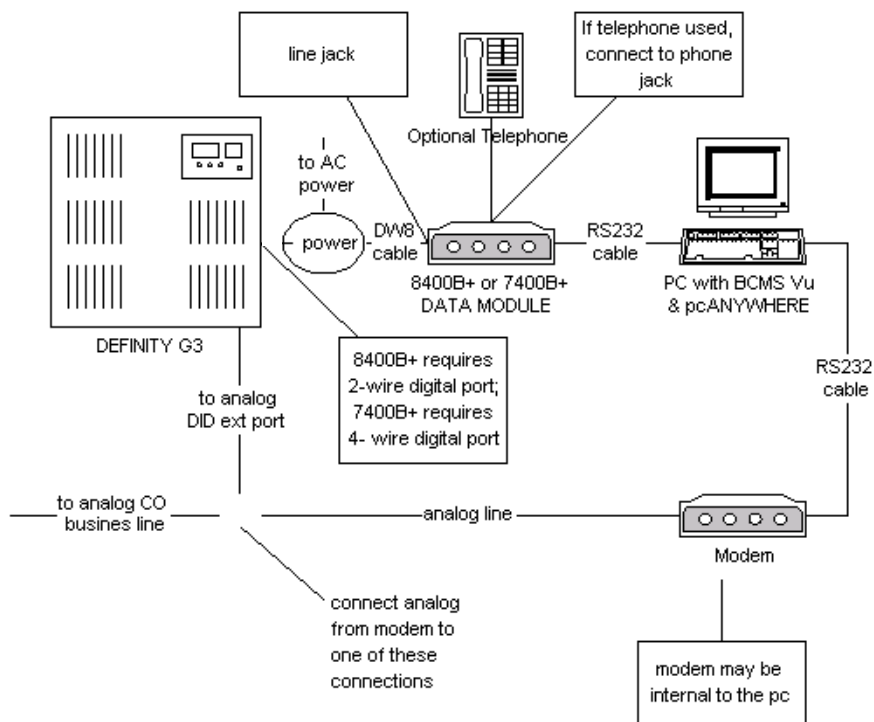 line jack
If telephone used,
connect to phone
jack
Optional Telephone
to AC
power
power
DW8
cable
RS232
cable
8400B+ or 7400B+
DATA MODULE
PC with BCMS Vu
& pcANYWHERE
DEFINITY G3
8400B+ requires
2-wire digital port;
7400B+ requires
4- wire digital port
RS232
cable
to analog
DID ext port
to analog CO
busines line
analog line
Modem
connect analog
from modem to
one of these
connections
modem may be
internal to the pc